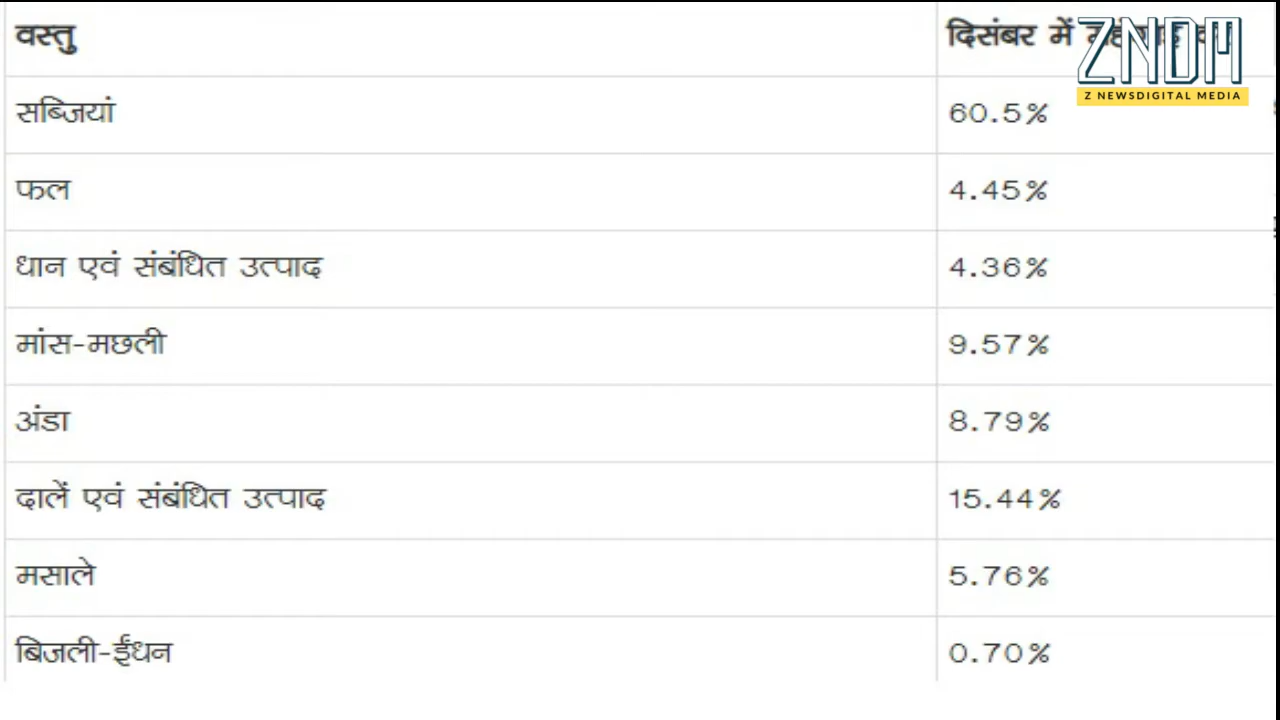 वस्तु दिसंबर में
ZNDM
Z NEWSDIGITAL MEDIA
सब्जियां 60.5%
फल 4.45%
धान एवं संबंधित उत्पाद 4.36%
मांस-मछली 9.57%
अंडा 8.79%
दालें एवं संबंधित उत्पाद 15.44%
मसाले 5.76%
बिजली-ईंधन 0.70%